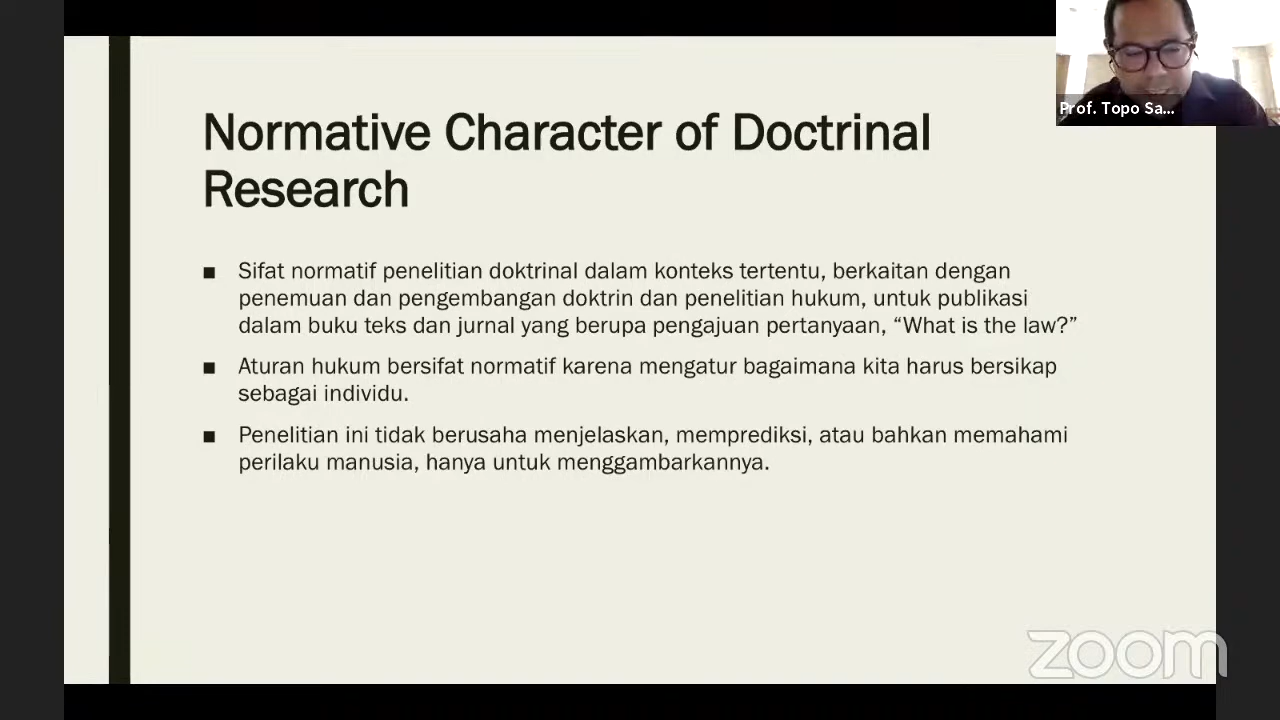 Normative Character of Doctrinal
Research
■ Sifat normatif penelitian doktrinal dalam konteks tertentu, berkaitan dengan
penemuan dan pengembangan doktrin dan penelitian hukum, untuk publikasi
dalam buku teks dan jurnal yang berupa pengajuan pertanyaan, “What is the law?”
■ Aturan hukum bersifat normatif karena mengatur bagaimana kita harus bersikap
sebagai individu.
■ Penelitian ini tidak berusaha menjelaskan, memprediksi, atau bahkan memahami
perilaku manusia, hanya untuk menggambarkannya.
Prof. Topo Sa...
zoom